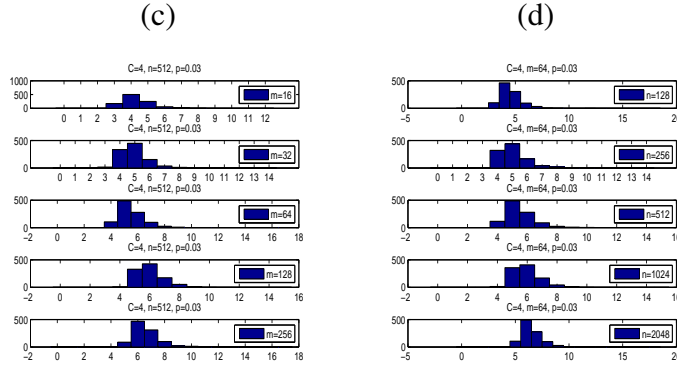 (c)
C=4, n=512, p=0.03
1000
500
0
m=16
0 1 2 3 4 5 6 7 8 9 10 11 12
C=4, n=512, p=0.03
500
0
m=32
0 1 2 3 4 5 6 7 8 9 10 11 12 13 14
C=4, n=512, p=0.03
500
0
m=64
−2 0 2 4 6 8 10 12 14 16 18
C=4, n=512, p=0.03
500
0
m=128
−2 0 2 4 6 8 10 12 14 16 18
C=4, n=512, p=0.03
500
0
m=256
−2 0 2 4 6 8 10 12 14 16 18
(d)
C=4, m=64, p=0.03
500
0
n=128
−5 0 5 10 15 20
C=4, m=64, p=0.03
500
0
n=256
0 1 2 3 4 5 6 7 8 9 10 11 12 13 14
C=4, m=64, p=0.03
500
0
n=512
−2 0 2 4 6 8 10 12 14 16 18
C=4, m=64, p=0.03
500
0
n=1024
−2 0 2 4 6 8 10 12 14 16
C=4, m=64, p=0.03
500
0
n=2048
−5 0 5 10 15 20